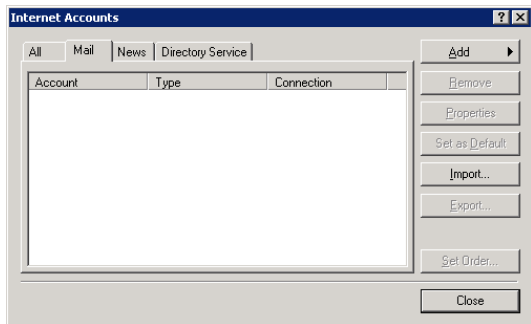 Internet Accounts
All Mail News Directory Service
Account Type Connection
Add
Remove
Properties
Set as Default
Import...
Export...
Set Order...
Close